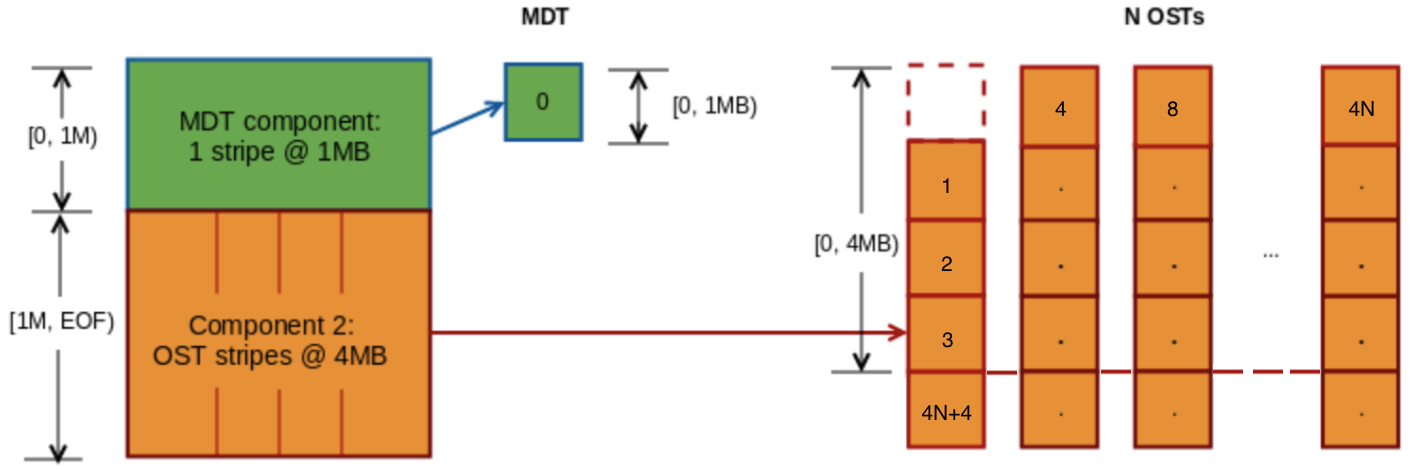 MDT
N OSTs
[0, 1M)
MDT component:
1 stripe @ 1MB
0
[0, 1MB)
4
8
4N
1
.
.
.
[0, 4MB)
2
.
.
...
.
[1M, EOF)
Component 2:
OST stripes @ 4MB
3
.
.
.
4N+4
.
.
.